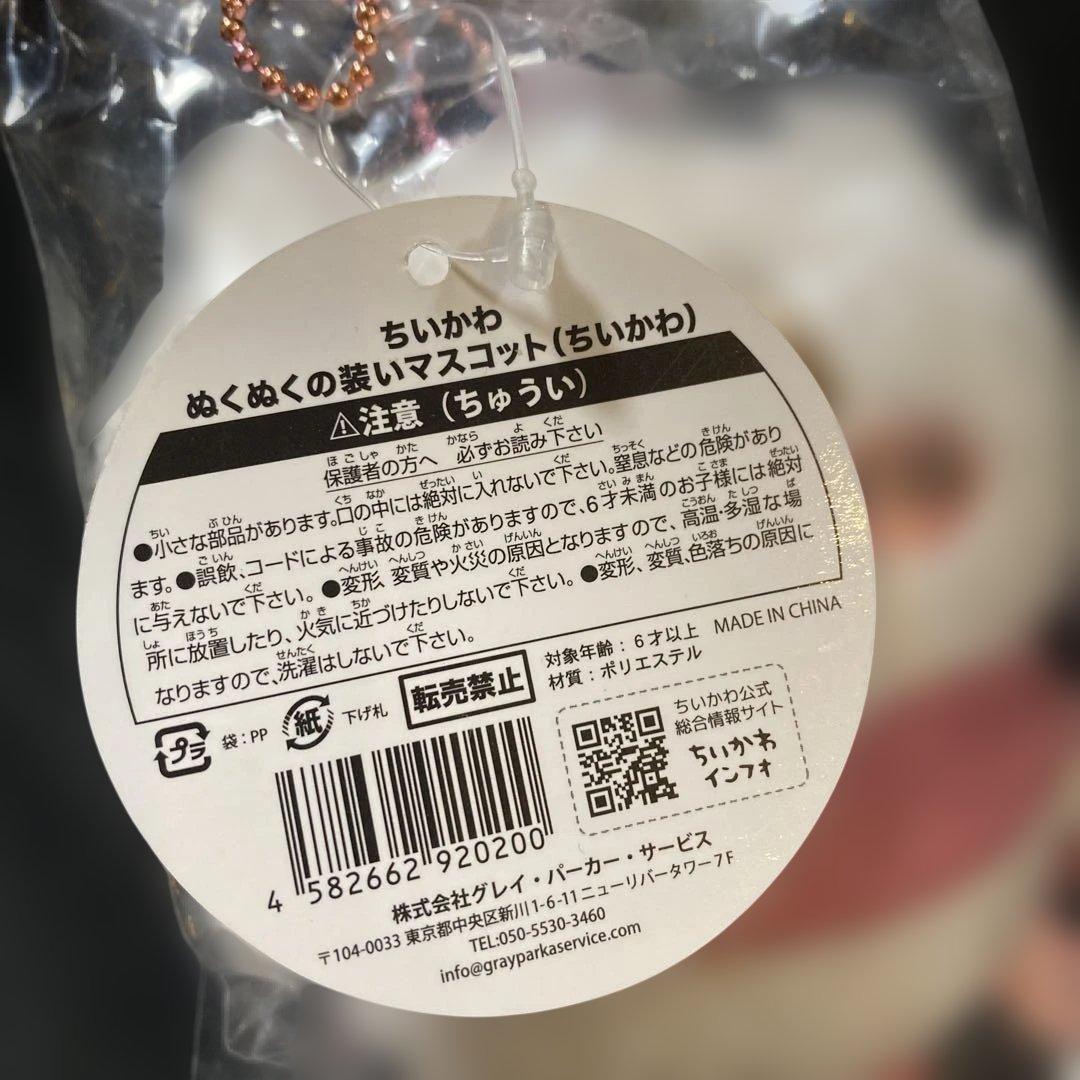 ちいかわ
ぬくぬくの装いマスコット(ちいかわ)
⚠注意（ちゅうい）
保護者の方へ 必ずお読み下さい
●小さな部品があります。口の中には絶対に入れないで下さい。窒息などの危険があり
ます。●誤飲、コードによる事故の危険がありますので、6才未満のお子様には絶対
に与えないで下さい。●変形、変質や火災の原因となりますので、高温・多湿な場
所に放置したり、火気に近づけたりしないで下さい。●変形、変質、色落ちの原因に
なりますので、洗濯はしないで下さい。
プラ 袋：PP 紙 下げ札 転売禁止
対象年齢：6才以上 MADE IN CHINA
材質：ポリエステル
ちいかわ公式
総合情報サイト
ちいかわ
インフォ
4 582662 920200
株式会社グレイ・パーカー・サービス
〒104-0033 東京都中央区新川1-6-11 ニューリバータワー7F
TEL:050-5530-3460
info@grayparkaservice.com